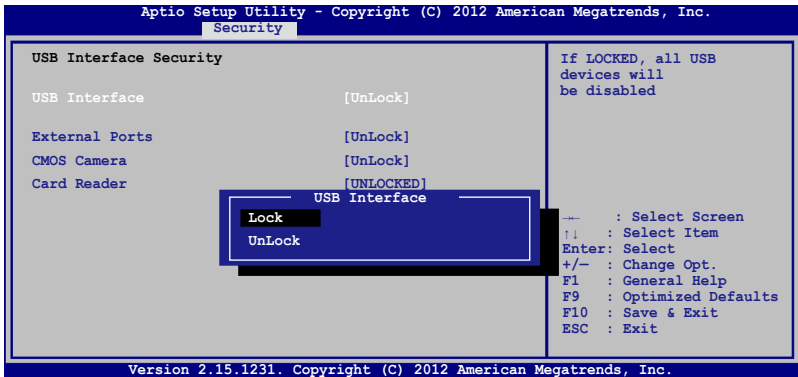 Aptio Setup Utility - Copyright (C) 2012 American Megatrends, Inc.
Security
USB Interface Security
USB Interface [UnLock]
External Ports [UnLock]
CMOS Camera [UnLock]
Card Reader [UNLOCKED]
USB Interface
Lock
UnLock
If LOCKED, all USB
devices will
be disabled
→← : Select Screen
↑↓ : Select Item
Enter: Select
+/— : Change Opt.
F1 : General Help
F9 : Optimized Defaults
F10 : Save & Exit
ESC : Exit
Version 2.15.1231. Copyright (C) 2012 American Megatrends, Inc.